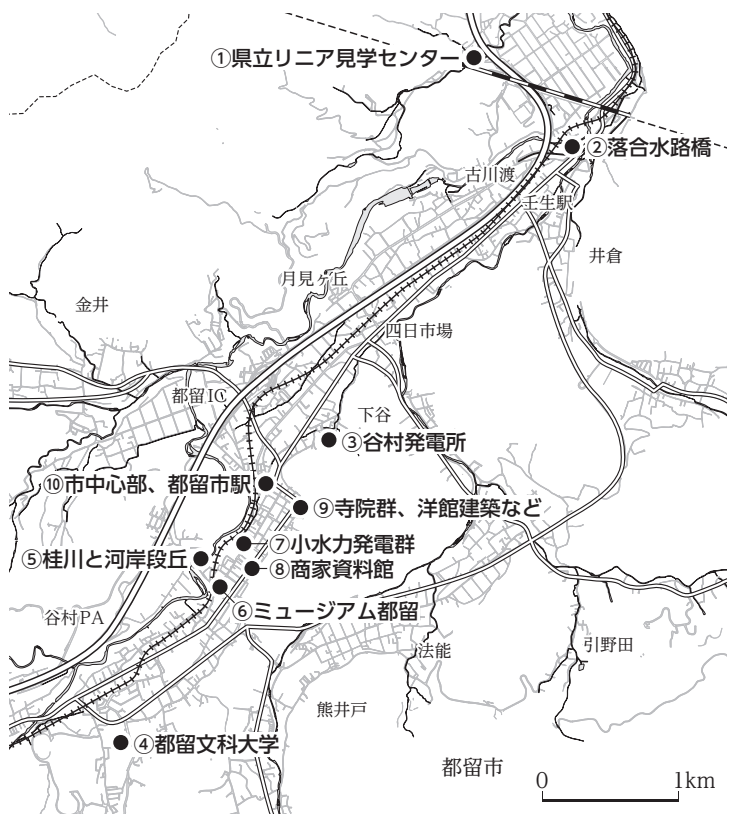 ①県立リニア見学センター
②落合水路橋
古川渡
壬生駅
井倉
月見ヶ丘
金井
四日市場
都留IC
下谷
③谷村発電所
⑩市中心部、都留市駅
⑨寺院群、洋館建築など
⑦小水力発電群
⑤桂川と河岸段丘
⑧商家資料館
⑥ミュージアム都留
谷村PA
法能
引野田
熊井戸
④都留文科大学
都留市
0 1km